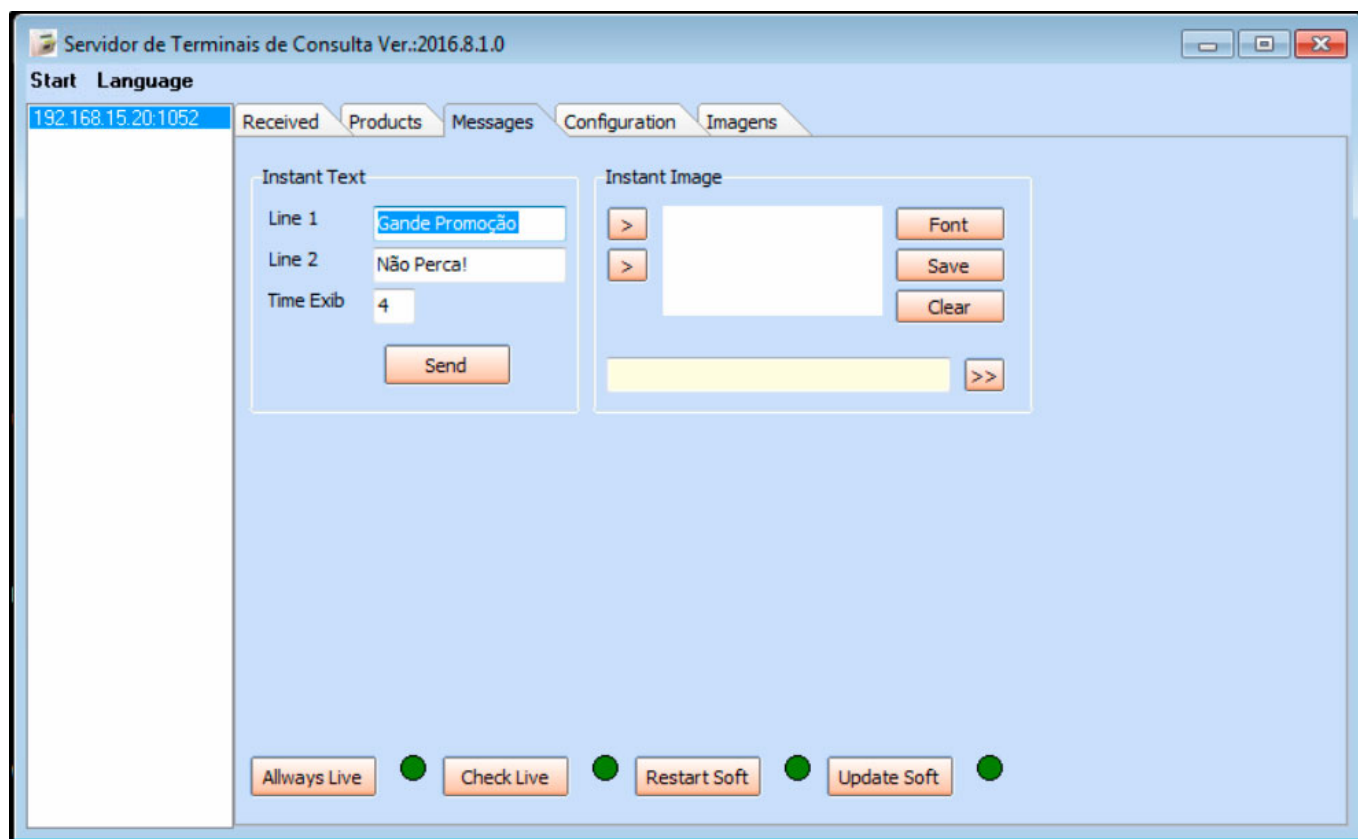 Servidor de Terminais de Consulta Ver.:2016.8.1.0
Start Language
192.168.15.20:1052
Received Products Messages Configuration Imagens
Instant Text
Line 1 Gande Promoção
Line 2 Não Perca!
Time Exib 4
Send
Instant Image
> Font
> Save
Clear
>>
Allways Live Check Live Restart Soft Update Soft